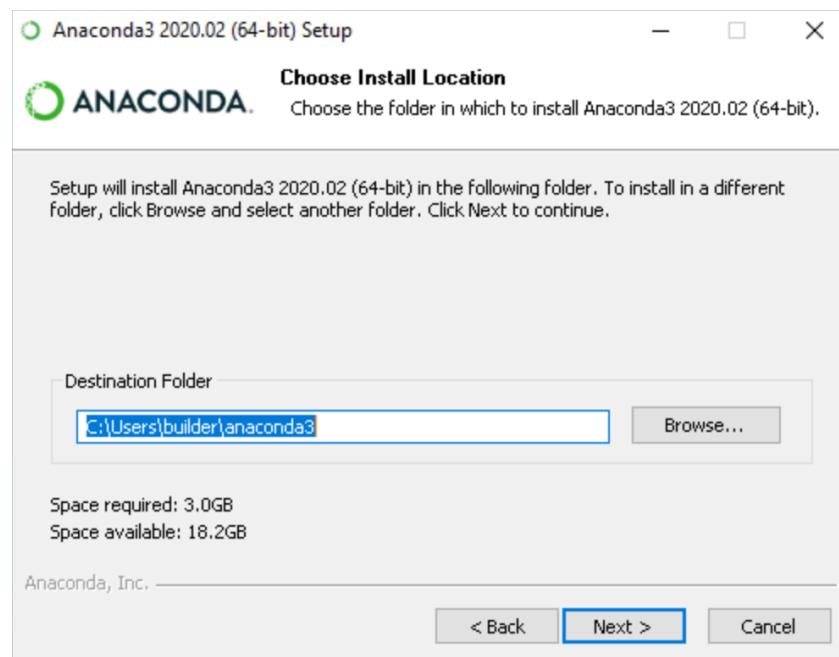 Anaconda3 2020.02 (64-bit) Setup
ANACONDA.
Choose Install Location
Choose the folder in which to install Anaconda3 2020.02 (64-bit).
Setup will install Anaconda3 2020.02 (64-bit) in the following folder. To install in a different
folder, click Browse and select another folder. Click Next to continue.
Destination Folder
C:\Users\builder\anaconda3
Browse...
Space required: 3.0GB
Space available: 18.2GB
Anaconda, Inc.
< Back
Next >
Cancel